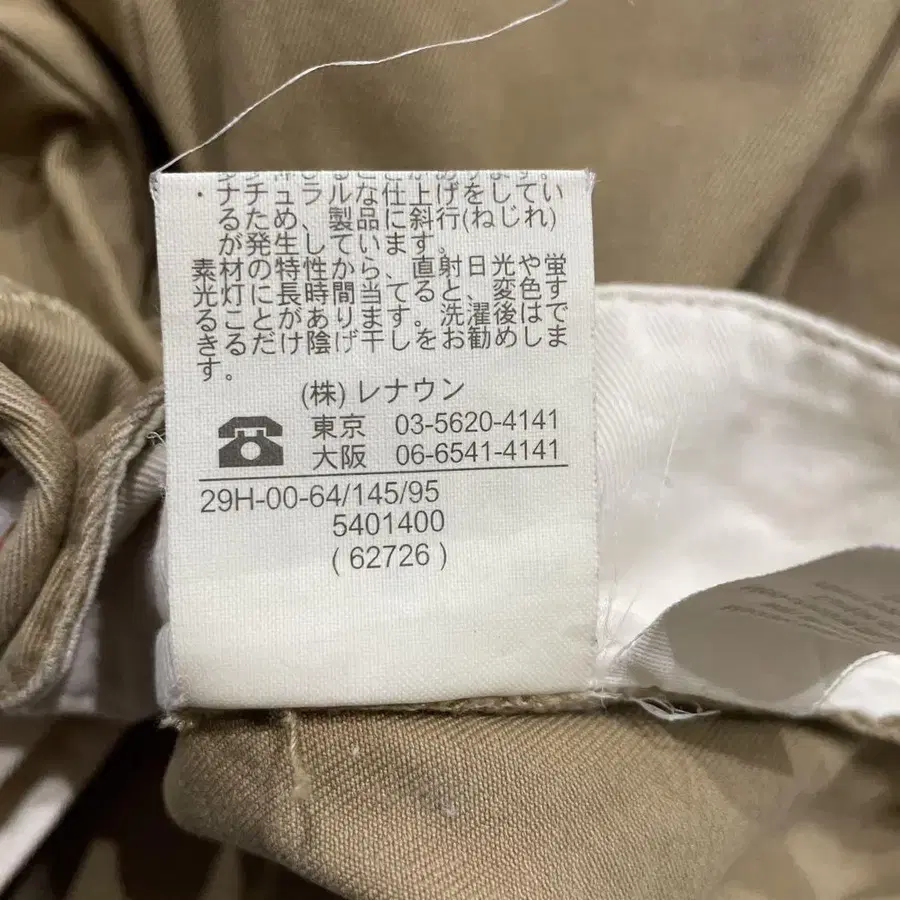 ・ナチュラルな仕上げをしてい
るため、製品に斜行(ねじれ)
が発生しています。
素材の特性から、直射日光や蛍
光灯に長時間当てると、変色す
ることがあります。洗濯後はで
きるだけ陰げ干しをお勧めしま
す。
(株) レナウン
東京 03-5620-4141
大阪 06-6541-4141
29H-00-64/145/95
5401400
( 62726 )